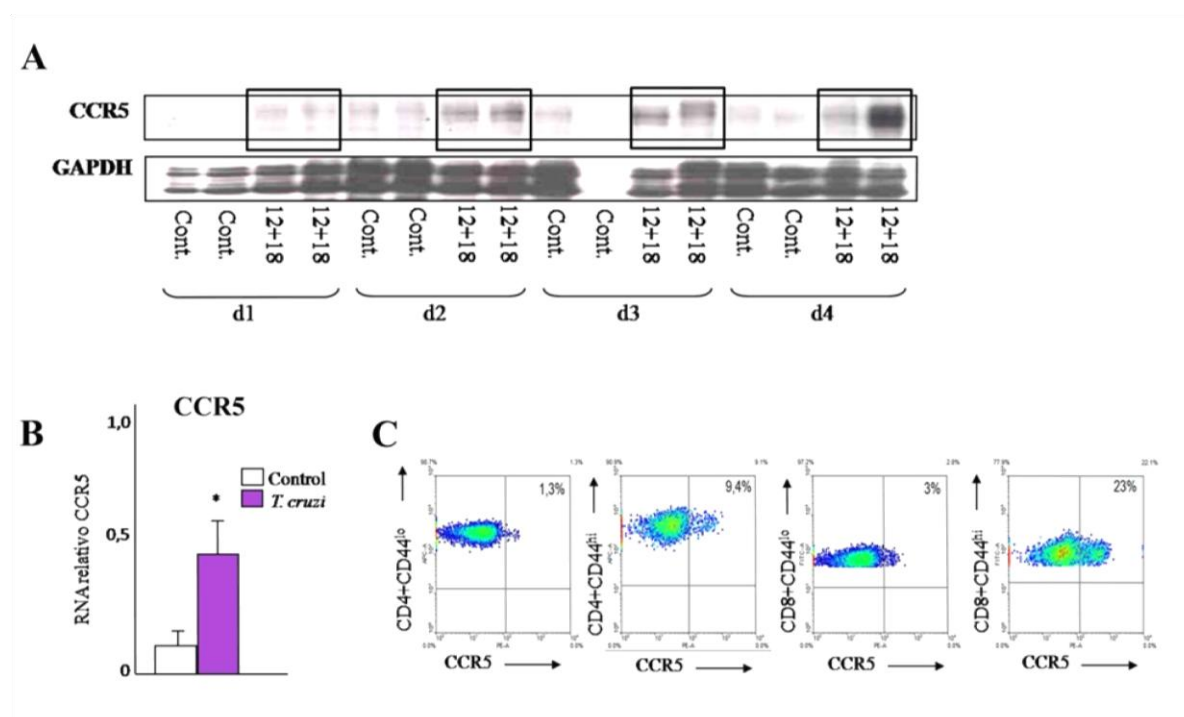 A
CCR5
GAPDH
Cont. Cont. 12+18 12+18 Cont. Cont. 12+18 12+18 Cont. Cont. 12+18 12+18 Cont. Cont. 12+18 12+18
d1 d2 d3 d4
B
CCR5
1,0
0,5
0
RNA relativo CCR5
Control
T. cruzi
*
C
1,3%
9,4%
3%
23%
CD4+CD44lo
CD4+CD44hi
CD8+CD44lo
CD8+CD44hi
CCR5 CCR5 CCR5 CCR5